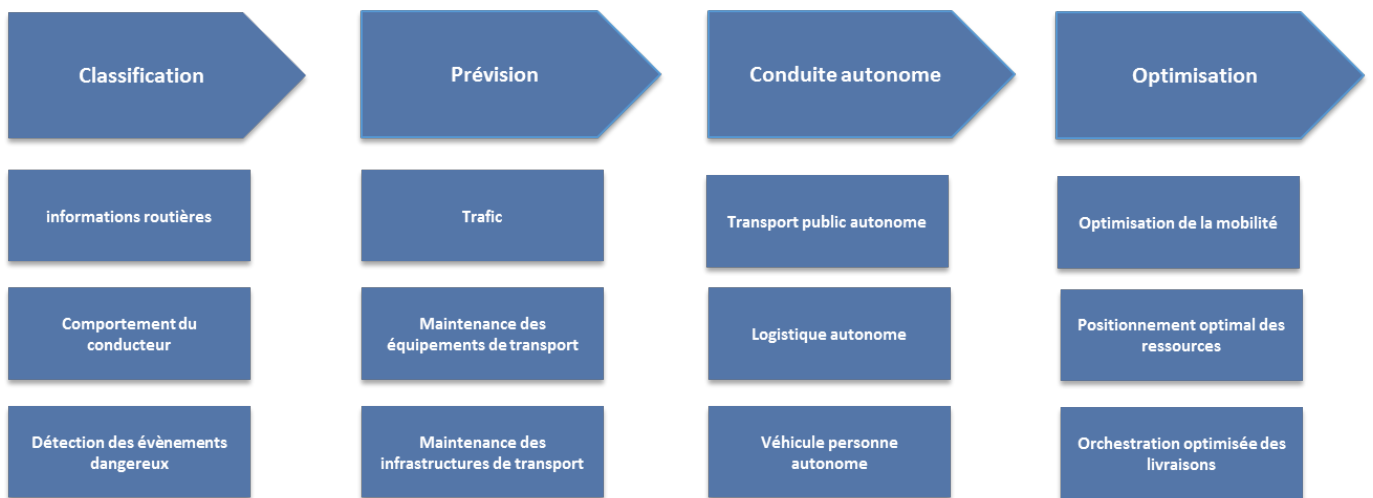 Classification
Prévision
Conduite autonome
Optimisation
informations routières
Trafic
Transport public autonome
Optimisation de la mobilité
Comportement du
conducteur
Maintenance des
équipements de transport
Logistique autonome
Positionnement optimal des
ressources
Détection des évènements
dangereux
Maintenance des
infrastructures de transport
Véhicule personne
autonome
Orchestration optimisée des
livraisons